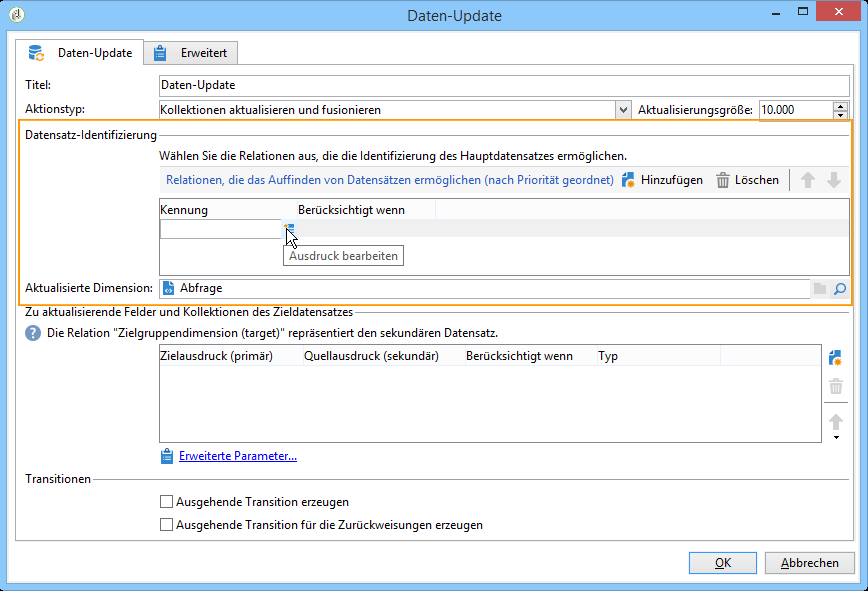 Daten-Update
Daten-Update
Erweitert
Titel:
Daten-Update
Aktionstyp:
Kollektionen aktualisieren und fusionieren
Aktualisierungsgröße:
10.000
Datensatz-Identifizierung
Wählen Sie die Relationen aus, die die Identifizierung des Hauptdatensatzes ermöglichen.
Relationen, die das Auffinden von Datensätzen ermöglichen (nach Priorität geordnet)
Hinzufügen
Löschen
Kennung
Berücksichtigt wenn
Ausdruck bearbeiten
Aktualisierte Dimension:
Abfrage
Zu aktualisierende Felder und Kollektionen des Zieldatensatzes
Die Relation "Zielgruppendimension (target)" repräsentiert den sekundären Datensatz.
Zielausdruck (primär)
Quellausdruck (sekundär)
Berücksichtigt wenn
Typ
Erweiterte Parameter...
Transitionen
Ausgehende Transition erzeugen
Ausgehende Transition für die Zurückweisungen erzeugen
OK
Abbrechen